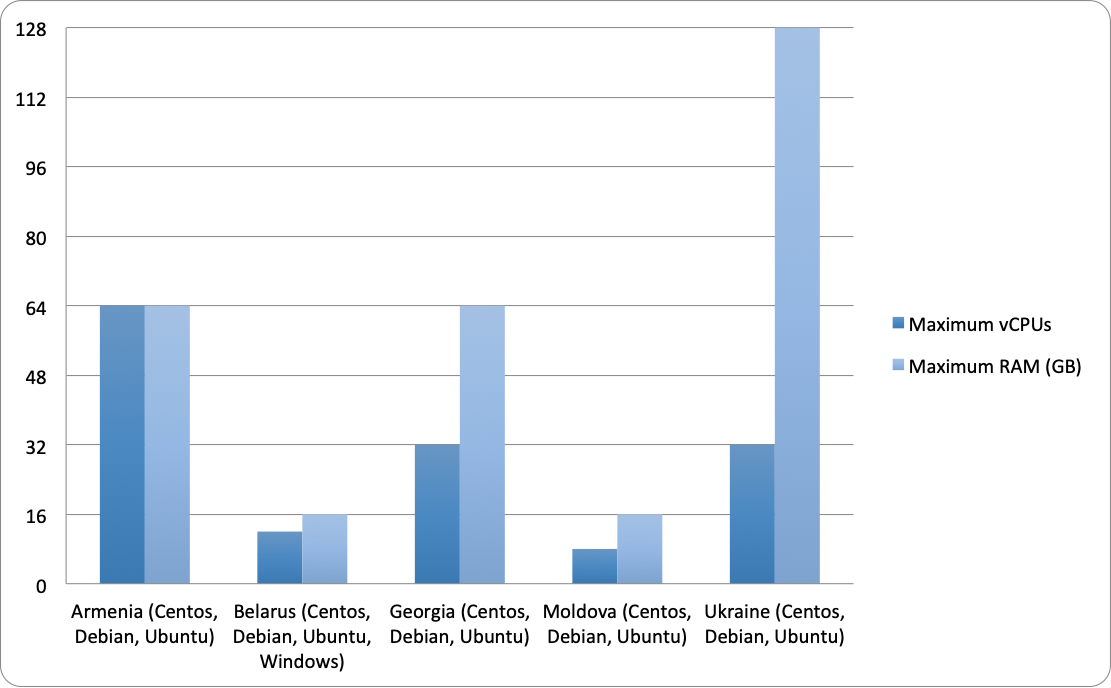 128
112
96
80
64
48
32
16
0
Armenia (Centos,
Debian, Ubuntu)
Belarus (Centos,
Debian, Ubuntu,
Windows)
Georgia (Centos,
Debian, Ubuntu)
Moldova (Centos,
Debian, Ubuntu)
Ukraine (Centos,
Debian, Ubuntu)
Maximum vCPUs
Maximum RAM (GB)